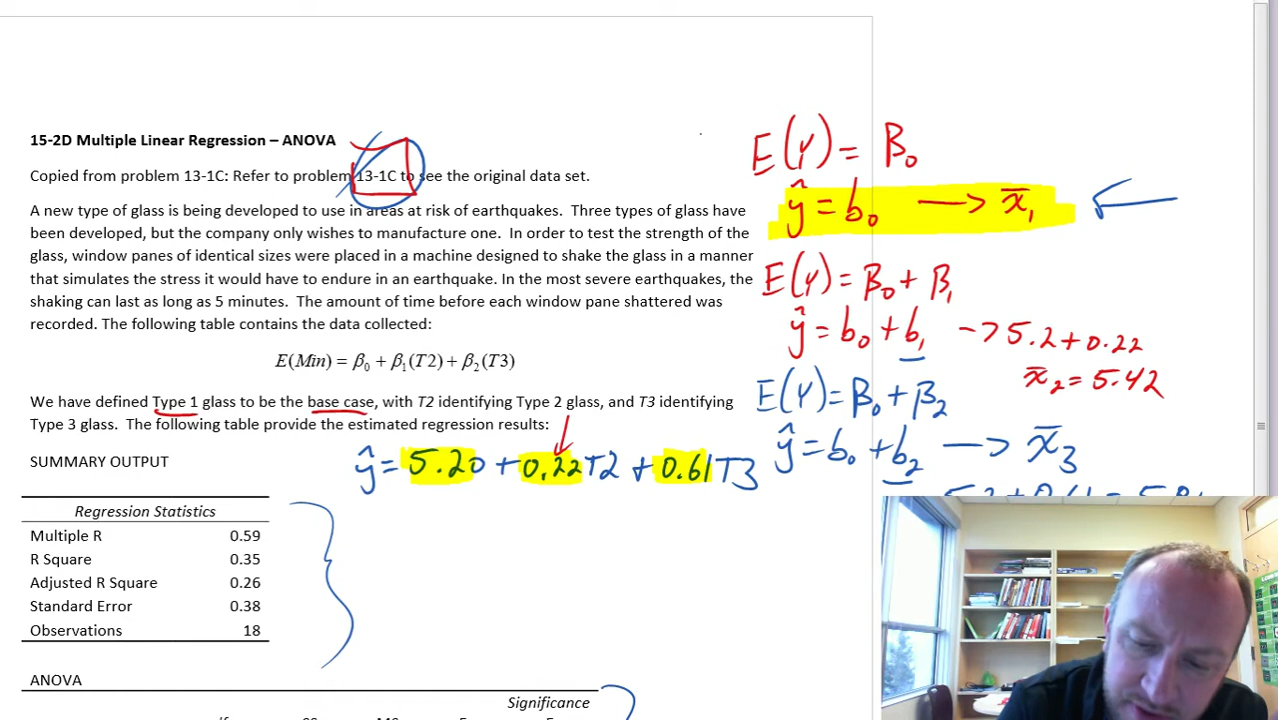 15-2D Multiple Linear Regression – ANOVA
Copied from problem 13-1C: Refer to problem 13-1C to see the original data set.
A new type of glass is being developed to use in areas at risk of earthquakes. Three types of glass have
been developed, but the company only wishes to manufacture one. In order to test the strength of the
glass, window panes of identical sizes were placed in a machine designed to shake the glass in a manner
that simulates the stress it would have to endure in an earthquake. In the most severe earthquakes, the
shaking can last as long as 5 minutes. The amount of time before each window pane shattered was
recorded. The following table contains the data collected:
E(Min) = β₀ + β₁(T2) + β₂(T3)
We have defined Type 1 glass to be the base case, with T2 identifying Type 2 glass, and T3 identifying
Type 3 glass. The following table provide the estimated regression results:
ŷ = 5.20 + 0.22T2 + 0.61T3
SUMMARY OUTPUT
Regression Statistics
Multiple R 0.59
R Square 0.35
Adjusted R Square 0.26
Standard Error 0.38
Observations 18
ANOVA
Significance
E(Y) = β₀
ŷ = b₀ → x̄₁
E(Y) = β₀ + β₁
ŷ = b₀ + b₁ → 5.2 + 0.22
x̄₂ = 5.42
E(Y) = β₀ + β₂
ŷ = b₀ + b₂ → x̄₃